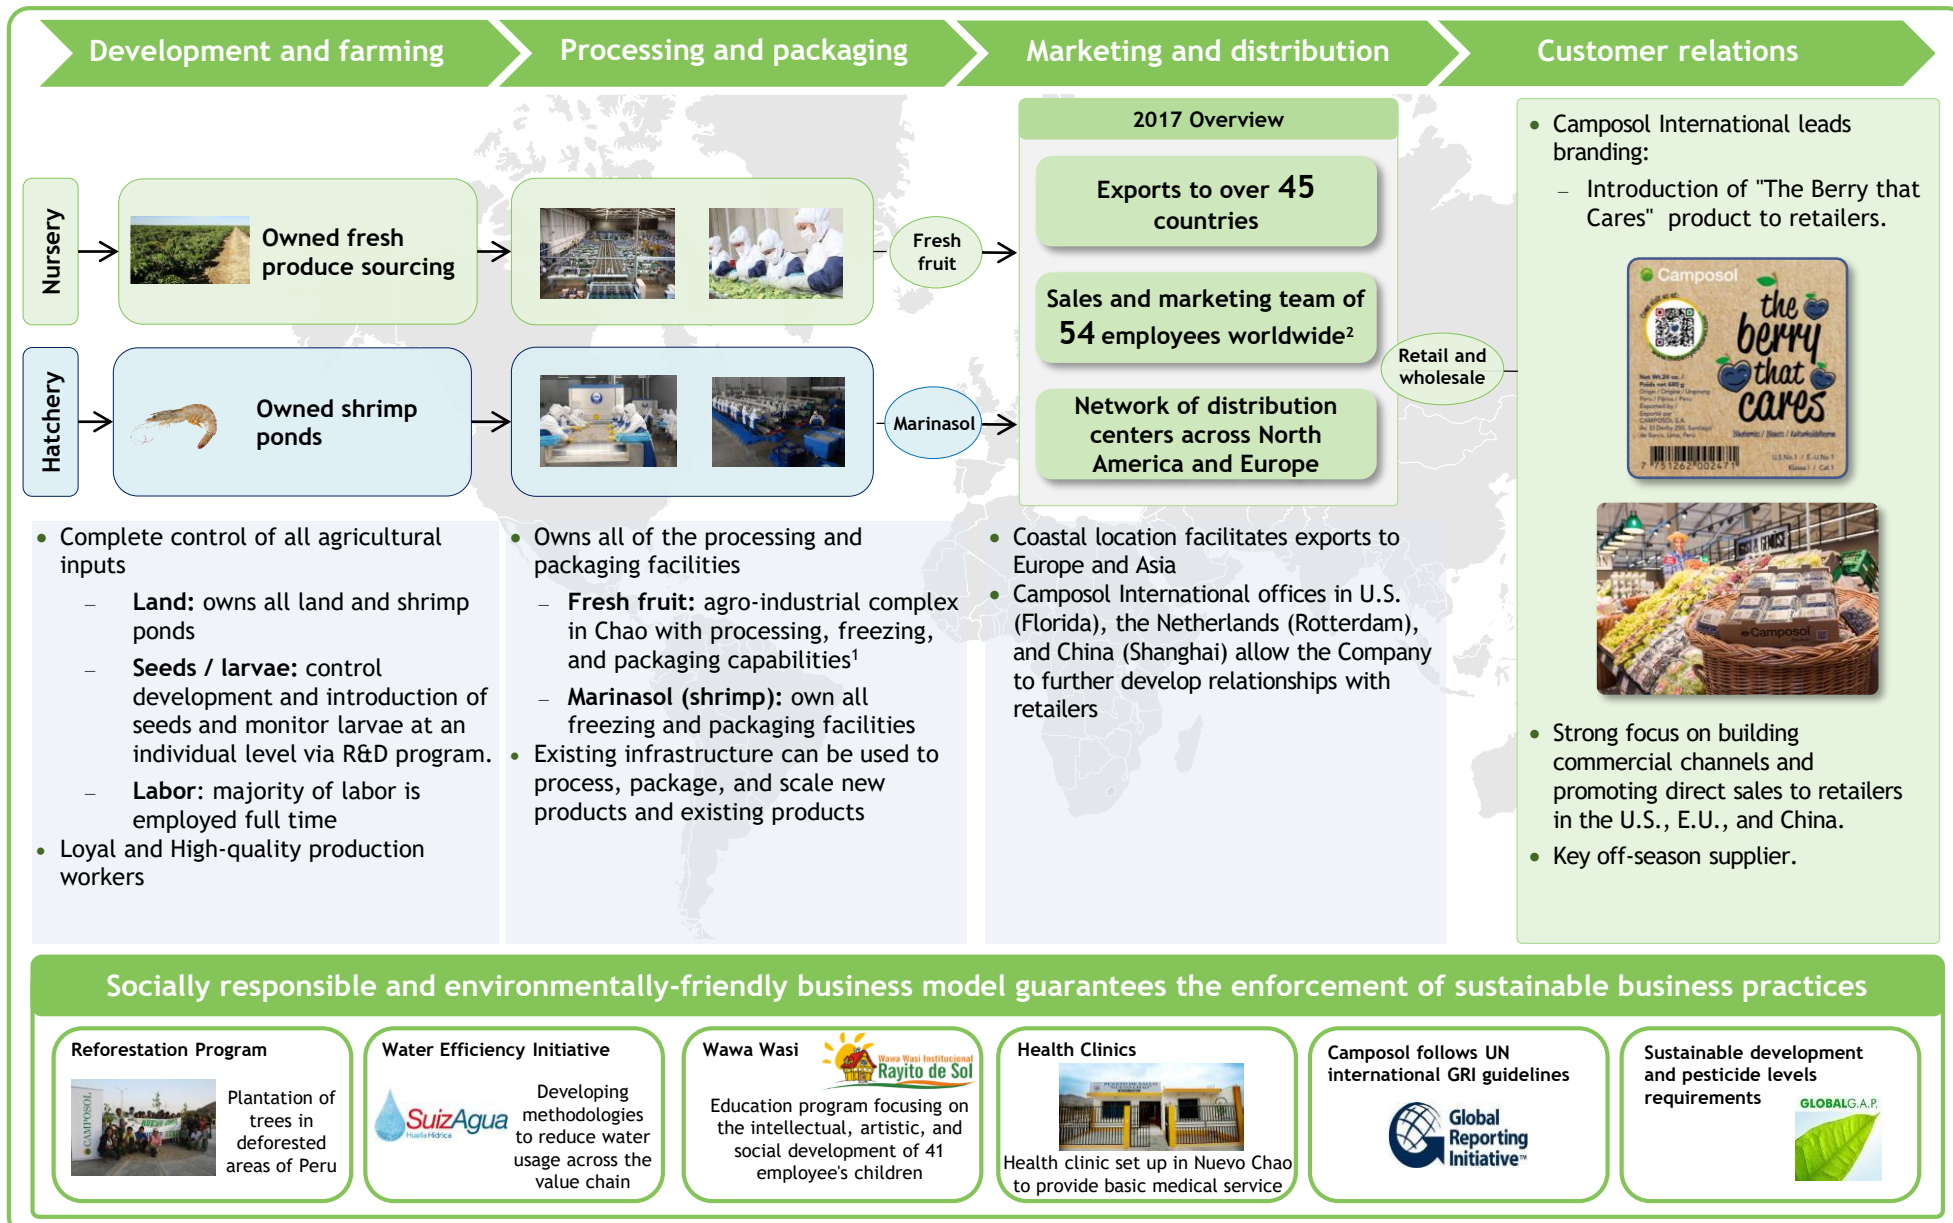 Development and farming
Processing and packaging
Marketing and distribution
Customer relations
Nursery
Owned fresh
produce sourcing
Fresh
fruit
Hatchery
Owned shrimp
ponds
Marinasol
2017 Overview
Exports to over 45
countries
Sales and marketing team of
54 employees worldwide²
Network of distribution
centers across North
America and Europe
Retail and
wholesale
• Complete control of all agricultural
inputs
– Land: owns all land and shrimp
ponds
– Seeds / larvae: control
development and introduction of
seeds and monitor larvae at an
individual level via R&D program.
– Labor: majority of labor is
employed full time
• Loyal and High-quality production
workers
• Owns all of the processing and
packaging facilities
– Fresh fruit: agro-industrial complex
in Chao with processing, freezing,
and packaging capabilities¹
– Marinasol (shrimp): own all
freezing and packaging facilities
• Existing infrastructure can be used to
process, package, and scale new
products and existing products
• Coastal location facilitates exports to
Europe and Asia
• Camposol International offices in U.S.
(Florida), the Netherlands (Rotterdam),
and China (Shanghai) allow the Company
to further develop relationships with
retailers
• Camposol International leads
branding:
– Introduction of "The Berry that
Cares" product to retailers.
Camposol
the
berry
that
cares
7 751262 002471
Camposol
• Strong focus on building
commercial channels and
promoting direct sales to retailers
in the U.S., E.U., and China.
• Key off-season supplier.
Socially responsible and environmentally-friendly business model guarantees the enforcement of sustainable business practices
Reforestation Program
CAMPOSOL
Plantation of
trees in
deforested
areas of Peru
Water Efficiency Initiative
SuizAgua
Huella Hídrica
Developing
methodologies
to reduce water
usage across the
value chain
Wawa Wasi
Wawa Wasi Institucional
Rayito de Sol
Education program focusing on
the intellectual, artistic, and
social development of 41
employee's children
Health Clinics
Health clinic set up in Nuevo Chao
to provide basic medical service
Camposol follows UN
international GRI guidelines
Global
Reporting
Initiative™
Sustainable development
and pesticide levels
requirements
GLOBALG.A.P.